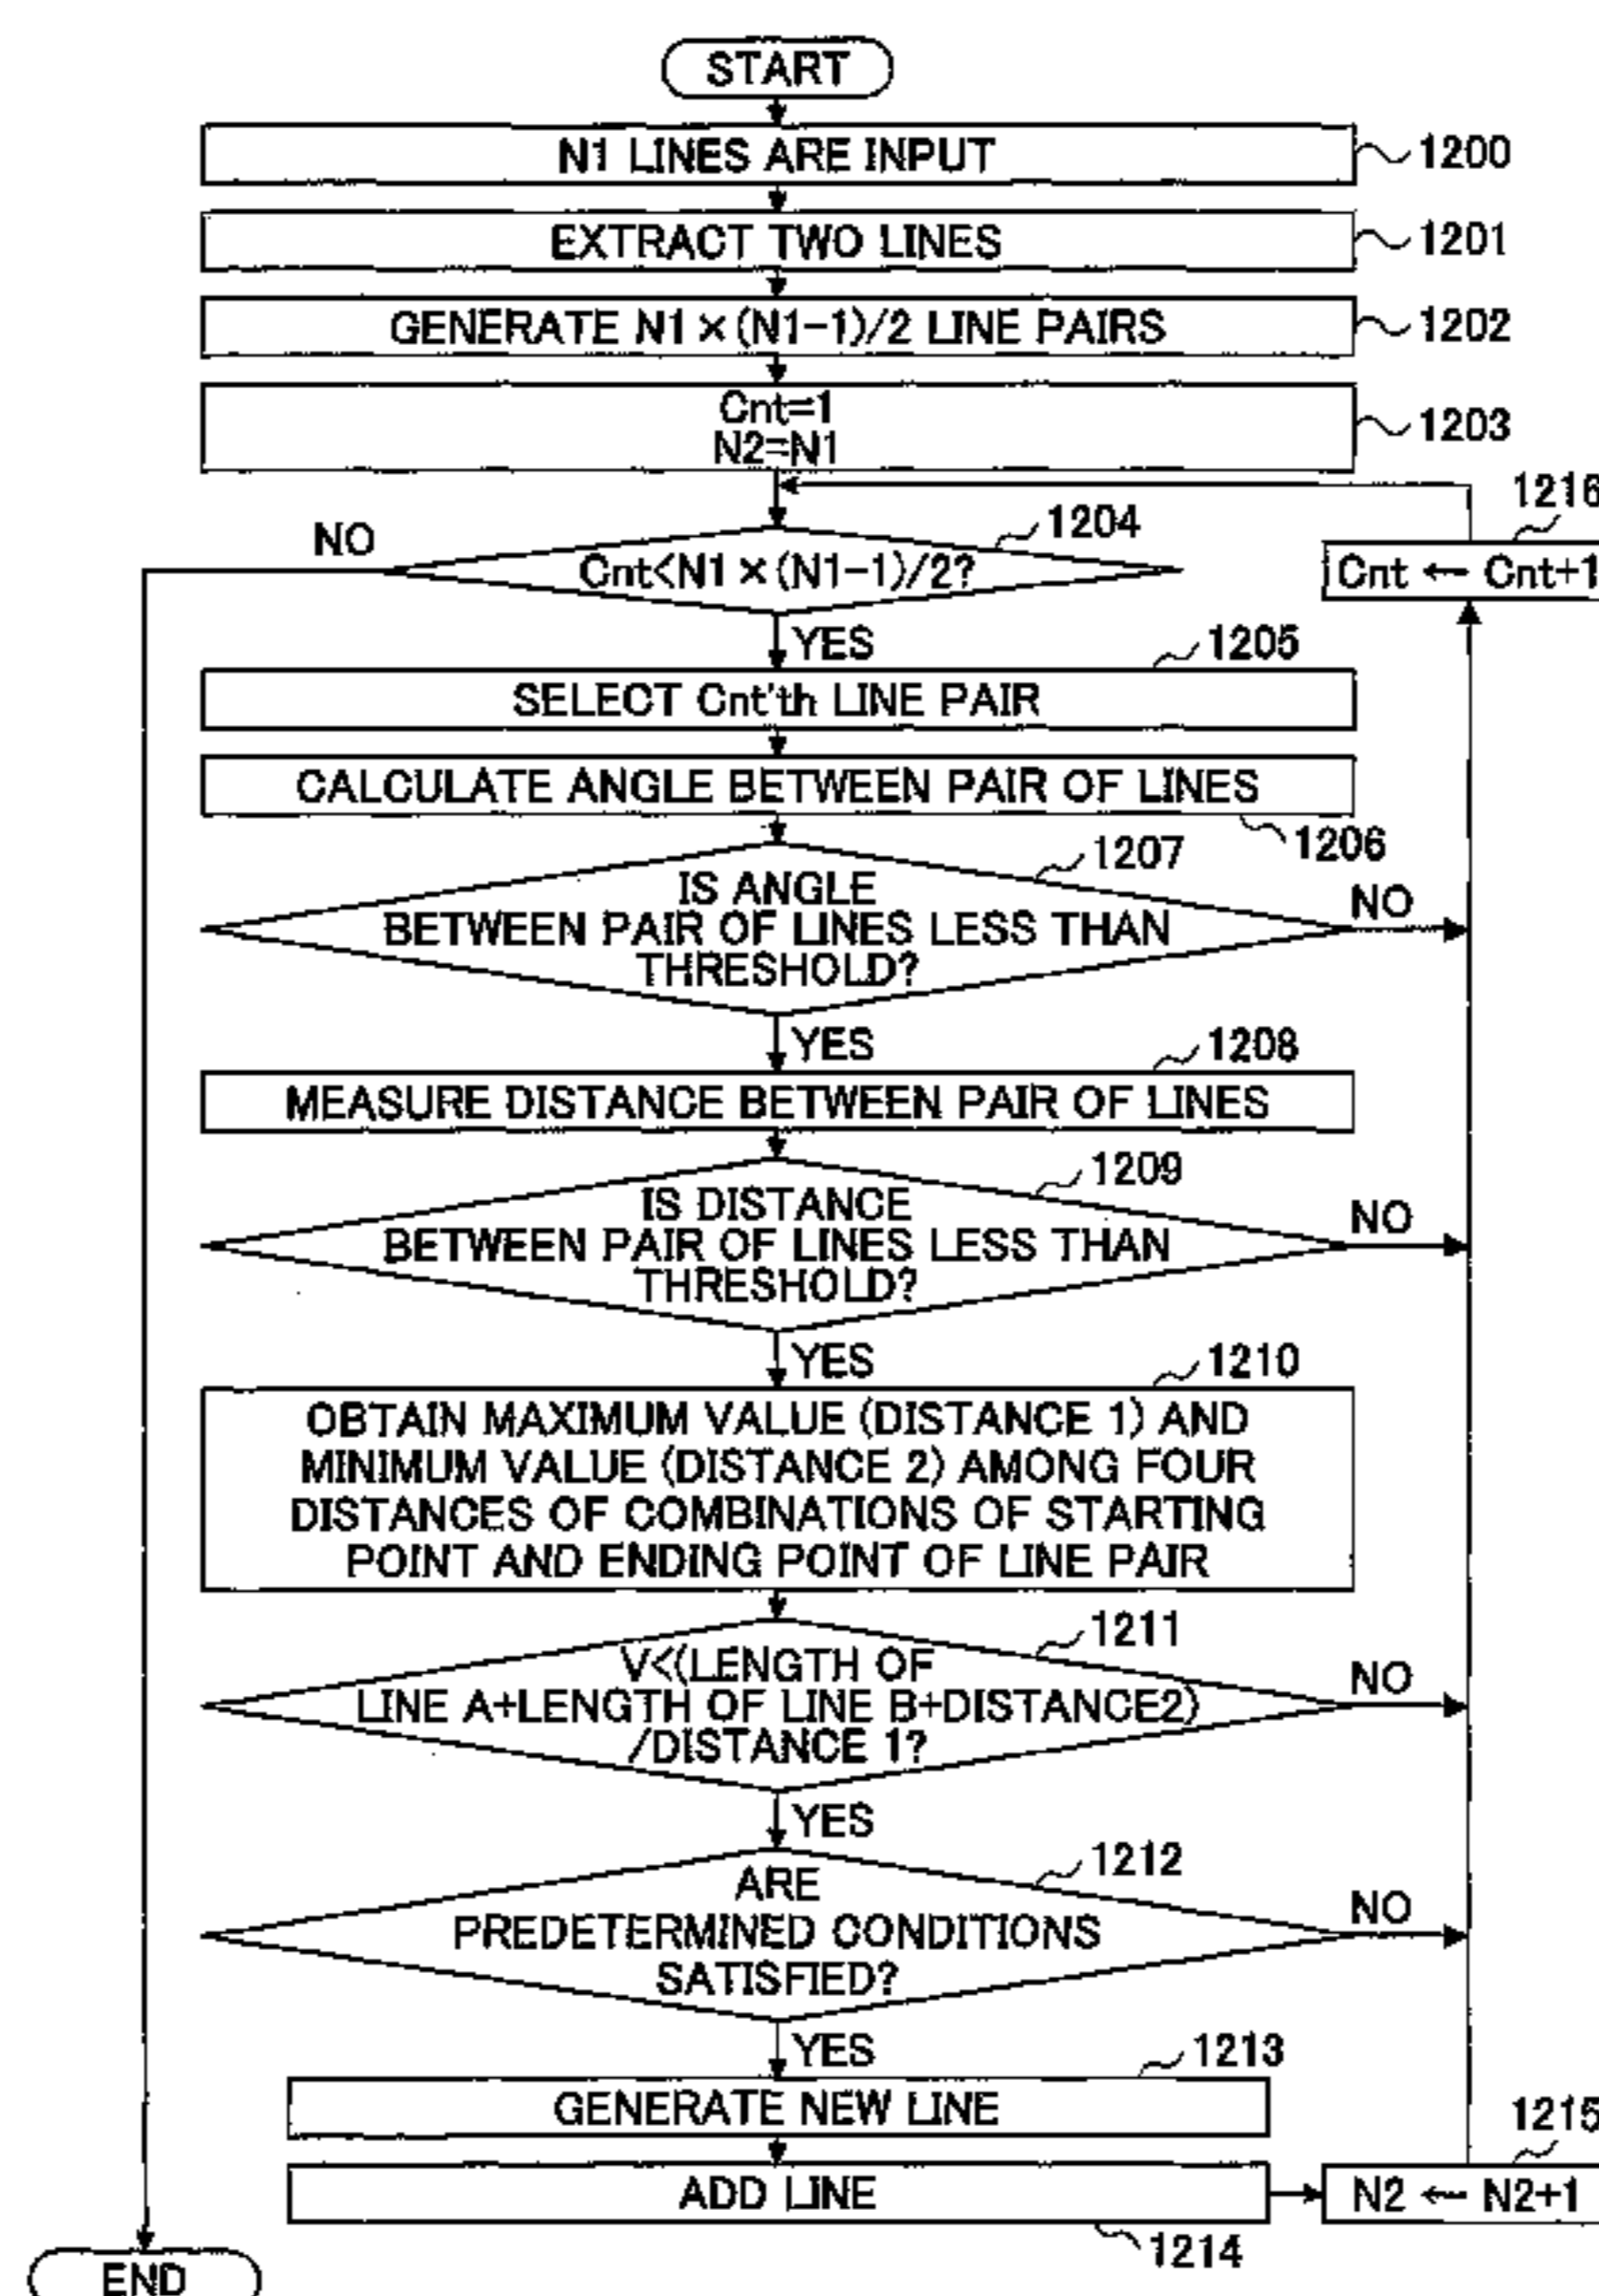 START
N1 LINES ARE INPUT
1200
EXTRACT TWO LINES
1201
GENERATE N1×(N1-1)/2 LINE PAIRS
1202
Cnt=1
N2=N1
1203
1216
Cnt ← Cnt+1
1204
NO
Cnt<N1×(N1-1)/2?
YES
1205
SELECT Cnt'th LINE PAIR
CALCULATE ANGLE BETWEEN PAIR OF LINES
1206
1207
IS ANGLE
BETWEEN PAIR OF LINES LESS THAN
THRESHOLD?
NO
YES
1208
MEASURE DISTANCE BETWEEN PAIR OF LINES
1209
IS DISTANCE
BETWEEN PAIR OF LINES LESS THAN
THRESHOLD?
NO
YES
1210
OBTAIN MAXIMUM VALUE (DISTANCE 1) AND
MINIMUM VALUE (DISTANCE 2) AMONG FOUR
DISTANCES OF COMBINATIONS OF STARTING
POINT AND ENDING POINT OF LINE PAIR
1211
V<(LENGTH OF
LINE A+LENGTH OF LINE B+DISTANCE2)
/DISTANCE 1?
NO
YES
1212
ARE
PREDETERMINED CONDITIONS
SATISFIED?
NO
YES
1213
GENERATE NEW LINE
1215
ADD LINE
N2 ← N2+1
1214
END